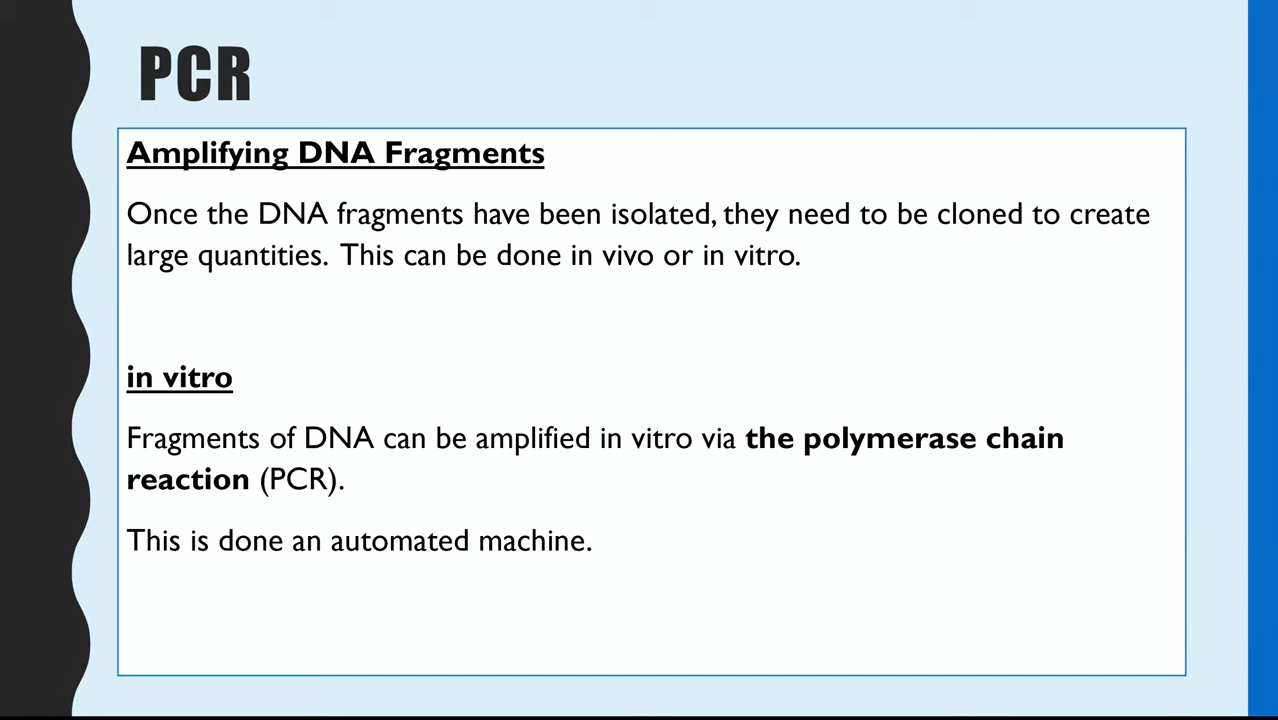 PCR
Amplifying DNA Fragments
Once the DNA fragments have been isolated, they need to be cloned to create
large quantities. This can be done in vivo or in vitro.
in vitro
Fragments of DNA can be amplified in vitro via the polymerase chain
reaction (PCR).
This is done an automated machine.